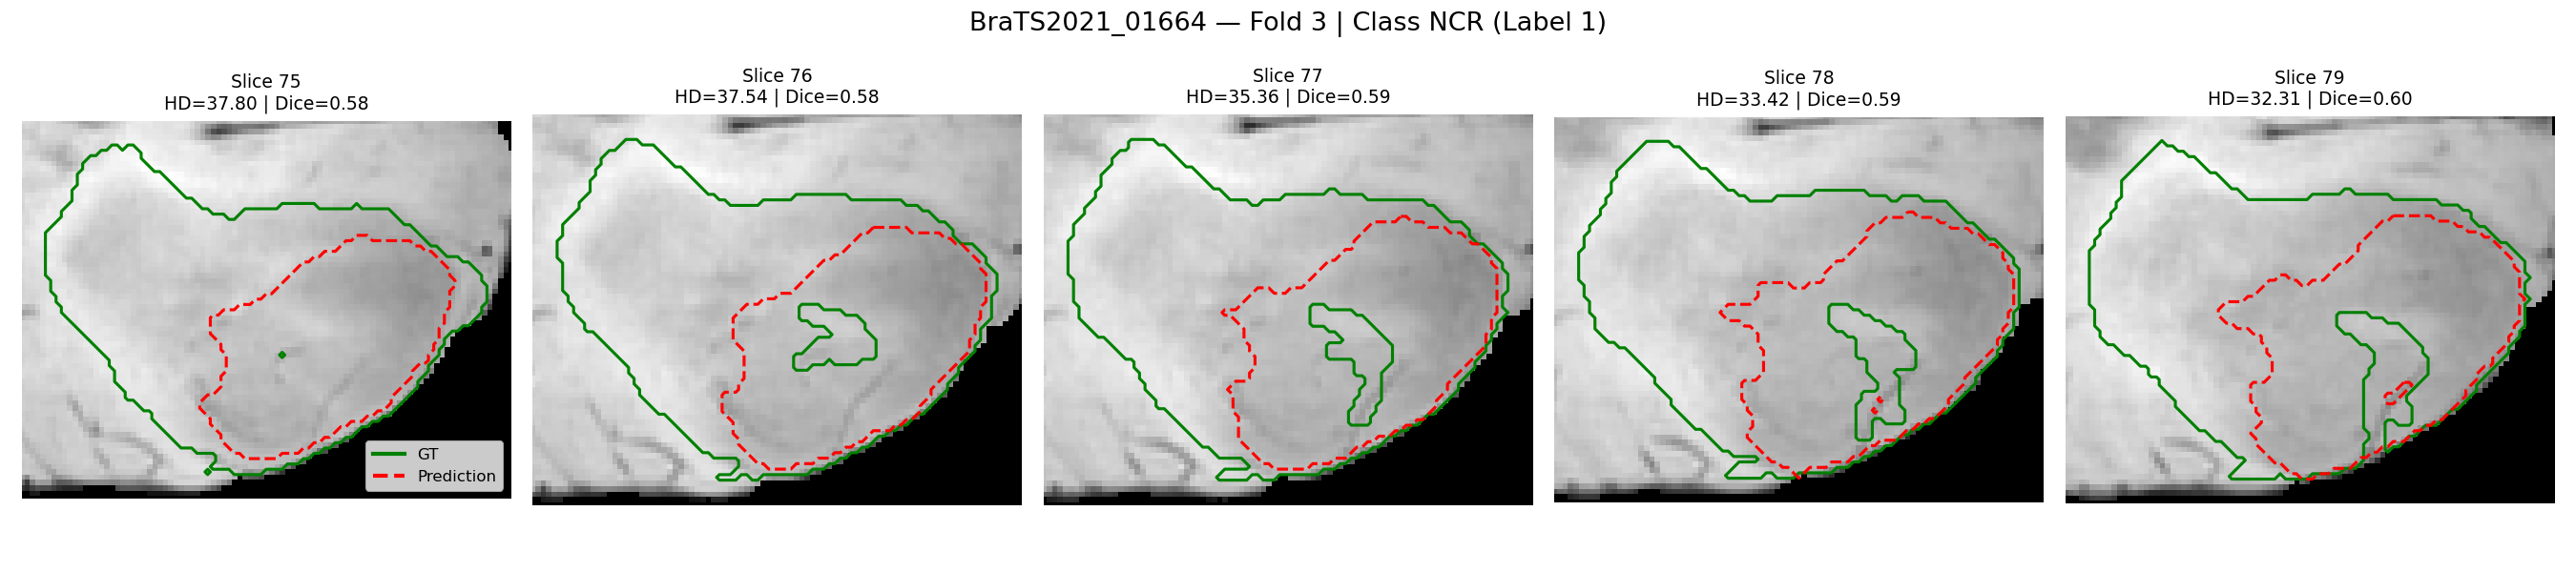 BraTS2021_01664 — Fold 3 | Class NCR (Label 1)
Slice 75
HD=37.80 | Dice=0.58
Slice 76
HD=37.54 | Dice=0.58
Slice 77
HD=35.36 | Dice=0.59
Slice 78
HD=33.42 | Dice=0.59
Slice 79
HD=32.31 | Dice=0.60
GT
Prediction